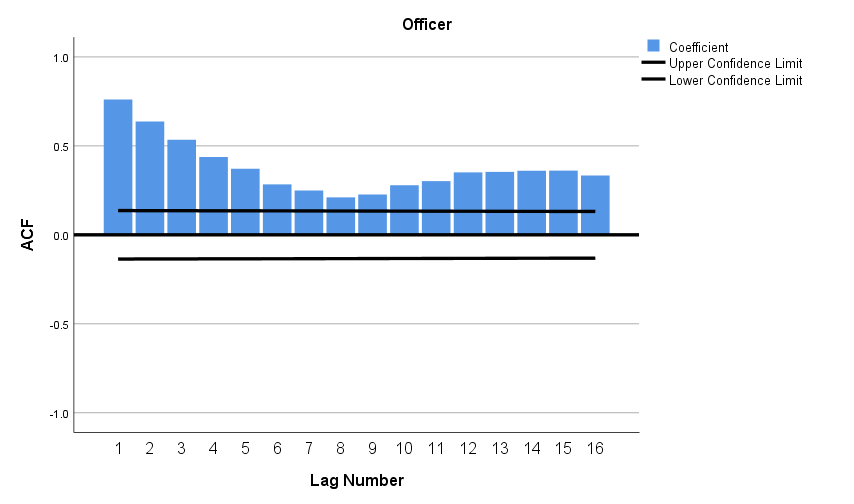 Officer
Coefficient
Upper Confidence Limit
Lower Confidence Limit
1.0
0.5
0.0
-0.5
-1.0
ACF
1 2 3 4 5 6 7 8 9 10 11 12 13 14 15 16
Lag Number